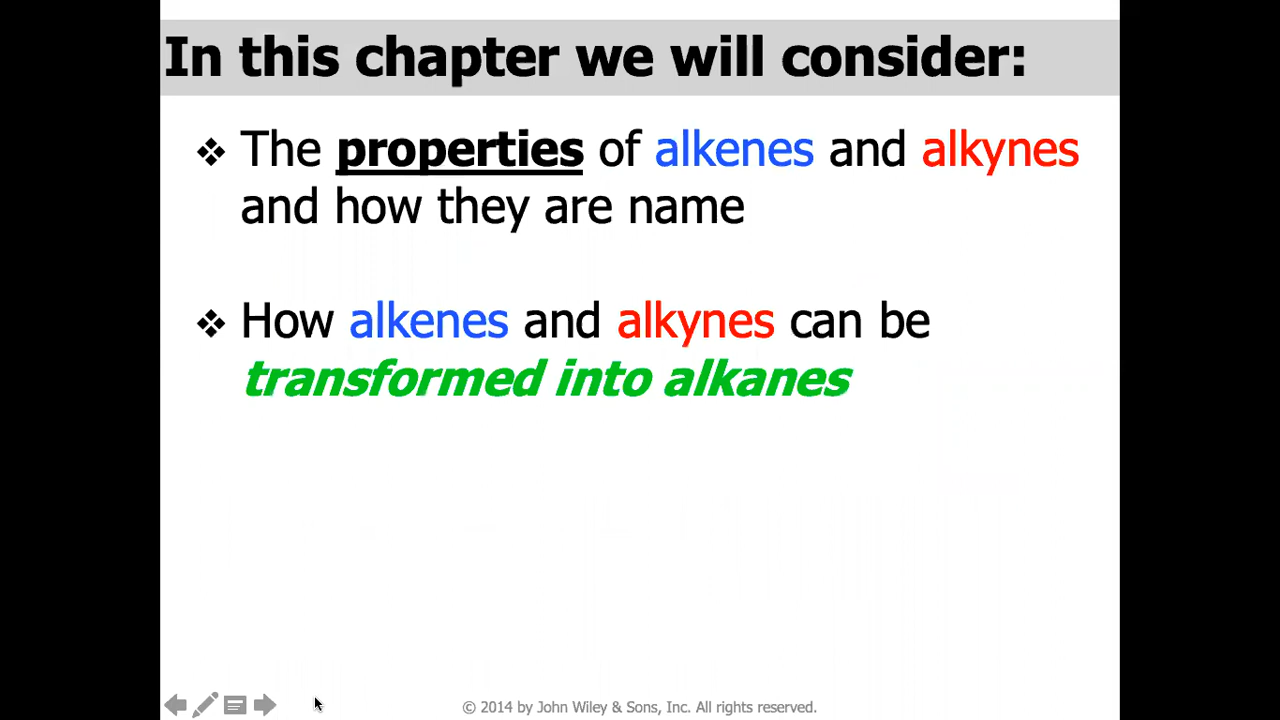 In this chapter we will consider:
❖ The properties of alkenes and alkynes
and how they are name
❖ How alkenes and alkynes can be
transformed into alkanes
© 2014 by John Wiley & Sons, Inc. All rights reserved.